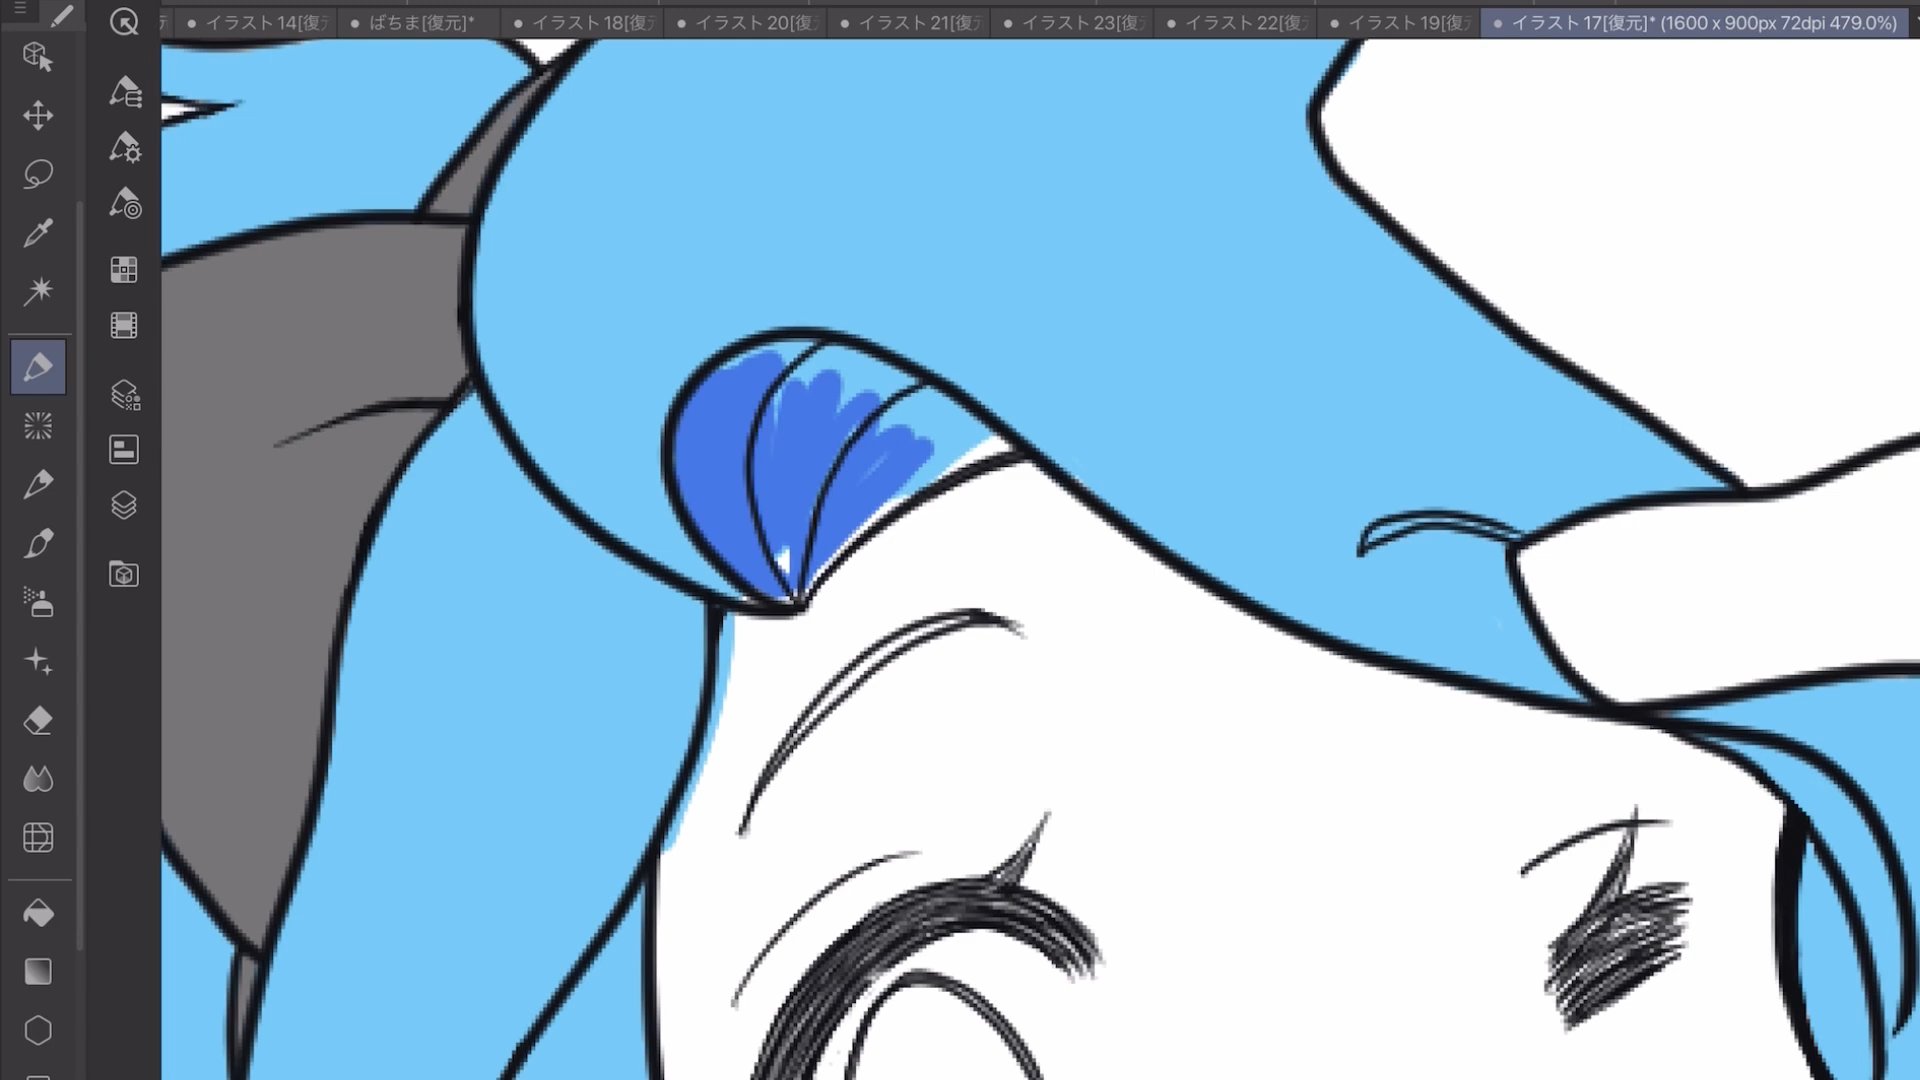 イラスト14[復元
ばちま[復元]*
イラスト18[復元
イラスト20[復元
イラスト21[復元
イラスト23[復元
イラスト22[復元
イラスト19[復元
イラスト17[復元]* (1600 x 900px 72dpi 479.0%)